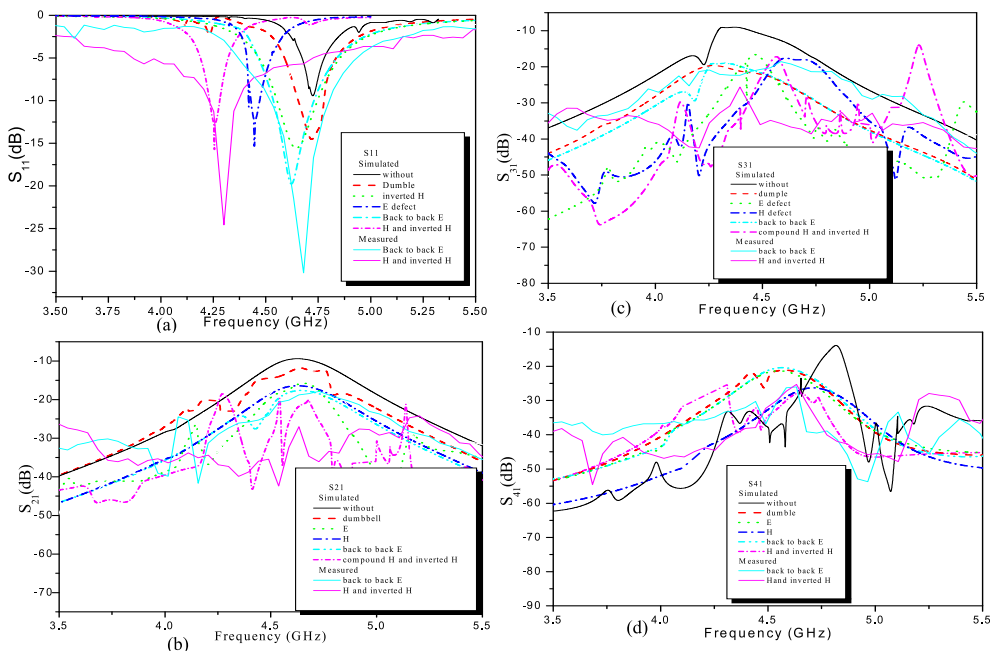 0
-5
-10
-15
-20
-25
-30
S11(dB)
S11
Simulated
without
Dumble
inverted H
E defect
Back to back E
H and inverted H
Measured
Back to back E
H and inverted H
3.50 3.75 4.00 4.25 4.50 4.75 5.00 5.25 5.50
Frequency (GHz)
(a)
-10
-20
-30
-40
-50
-60
-70
-80
S31(dB)
S31
Simulated
without
dumple
E defect
H defect
back to back E
compound H and inverted H
Measured
back to back E
H and inverted H
3.5 4.0 4.5 5.0 5.5
Frequency (GHz)
(c)
-10
-20
-30
-40
-50
-60
-70
S21(dB)
S21
Simulated
without
dumbbell
E
H
back to back E
compound H and inverted H
Measured
back to back E
H and inverted H
3.5 4.0 4.5 5.0 5.5
Frequency (GHz)
(b)
-10
-20
-30
-40
-50
-60
-70
-80
-90
S41(dB)
S41
Simulated
without
dumble
E
H
back to back E
H and inverted H
Measured
back to back E
Hand inverted H
3.5 4.0 4.5 5.0 5.5
Frequency (GHz)
(d)